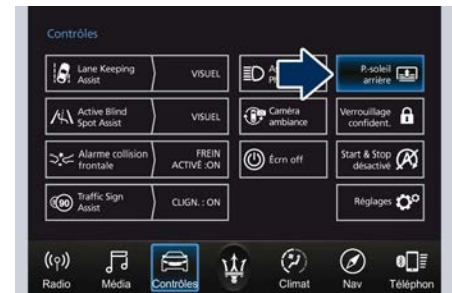 Contrôles
Lane Keeping
Assist
VISUEL
P.-soleil
arrière
Active Blind
Spot Assist
VISUEL
Caméra
ambiance
Verrouillage
confident.
Alarme collision
frontale
FREIN
ACTIVÉ :ON
Écrn off
Start & Stop
désactivé
90
Traffic Sign
Assist
CLIGN. : ON
Réglages
Radio
Média
Contrôles
Climat
Nav
Téléphon